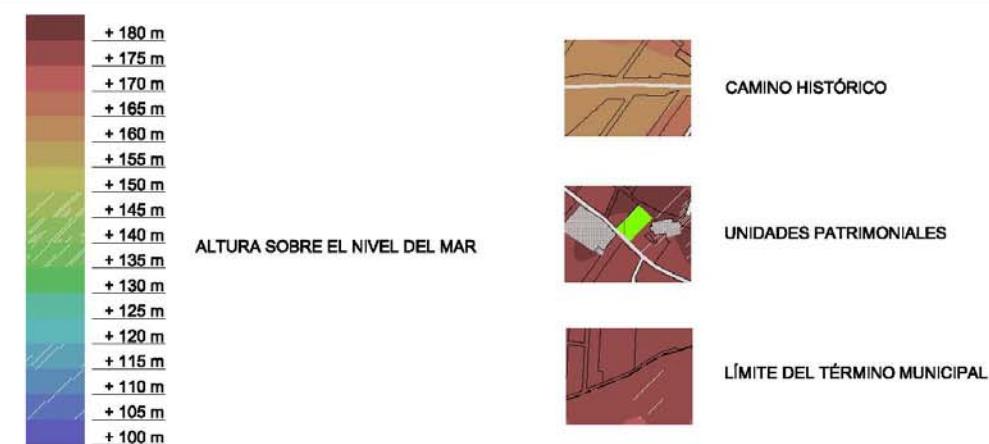 + 180 m
+ 175 m
+ 170 m
+ 165 m
+ 160 m
+ 155 m
+ 150 m
+ 145 m
+ 140 m
+ 135 m
+ 130 m
+ 125 m
+ 120 m
+ 115 m
+ 110 m
+ 105 m
+ 100 m
ALTURA SOBRE EL NIVEL DEL MAR
CAMINO HISTÓRICO
UNIDADES PATRIMONIALES
LÍMITE DEL TÉRMINO MUNICIPAL